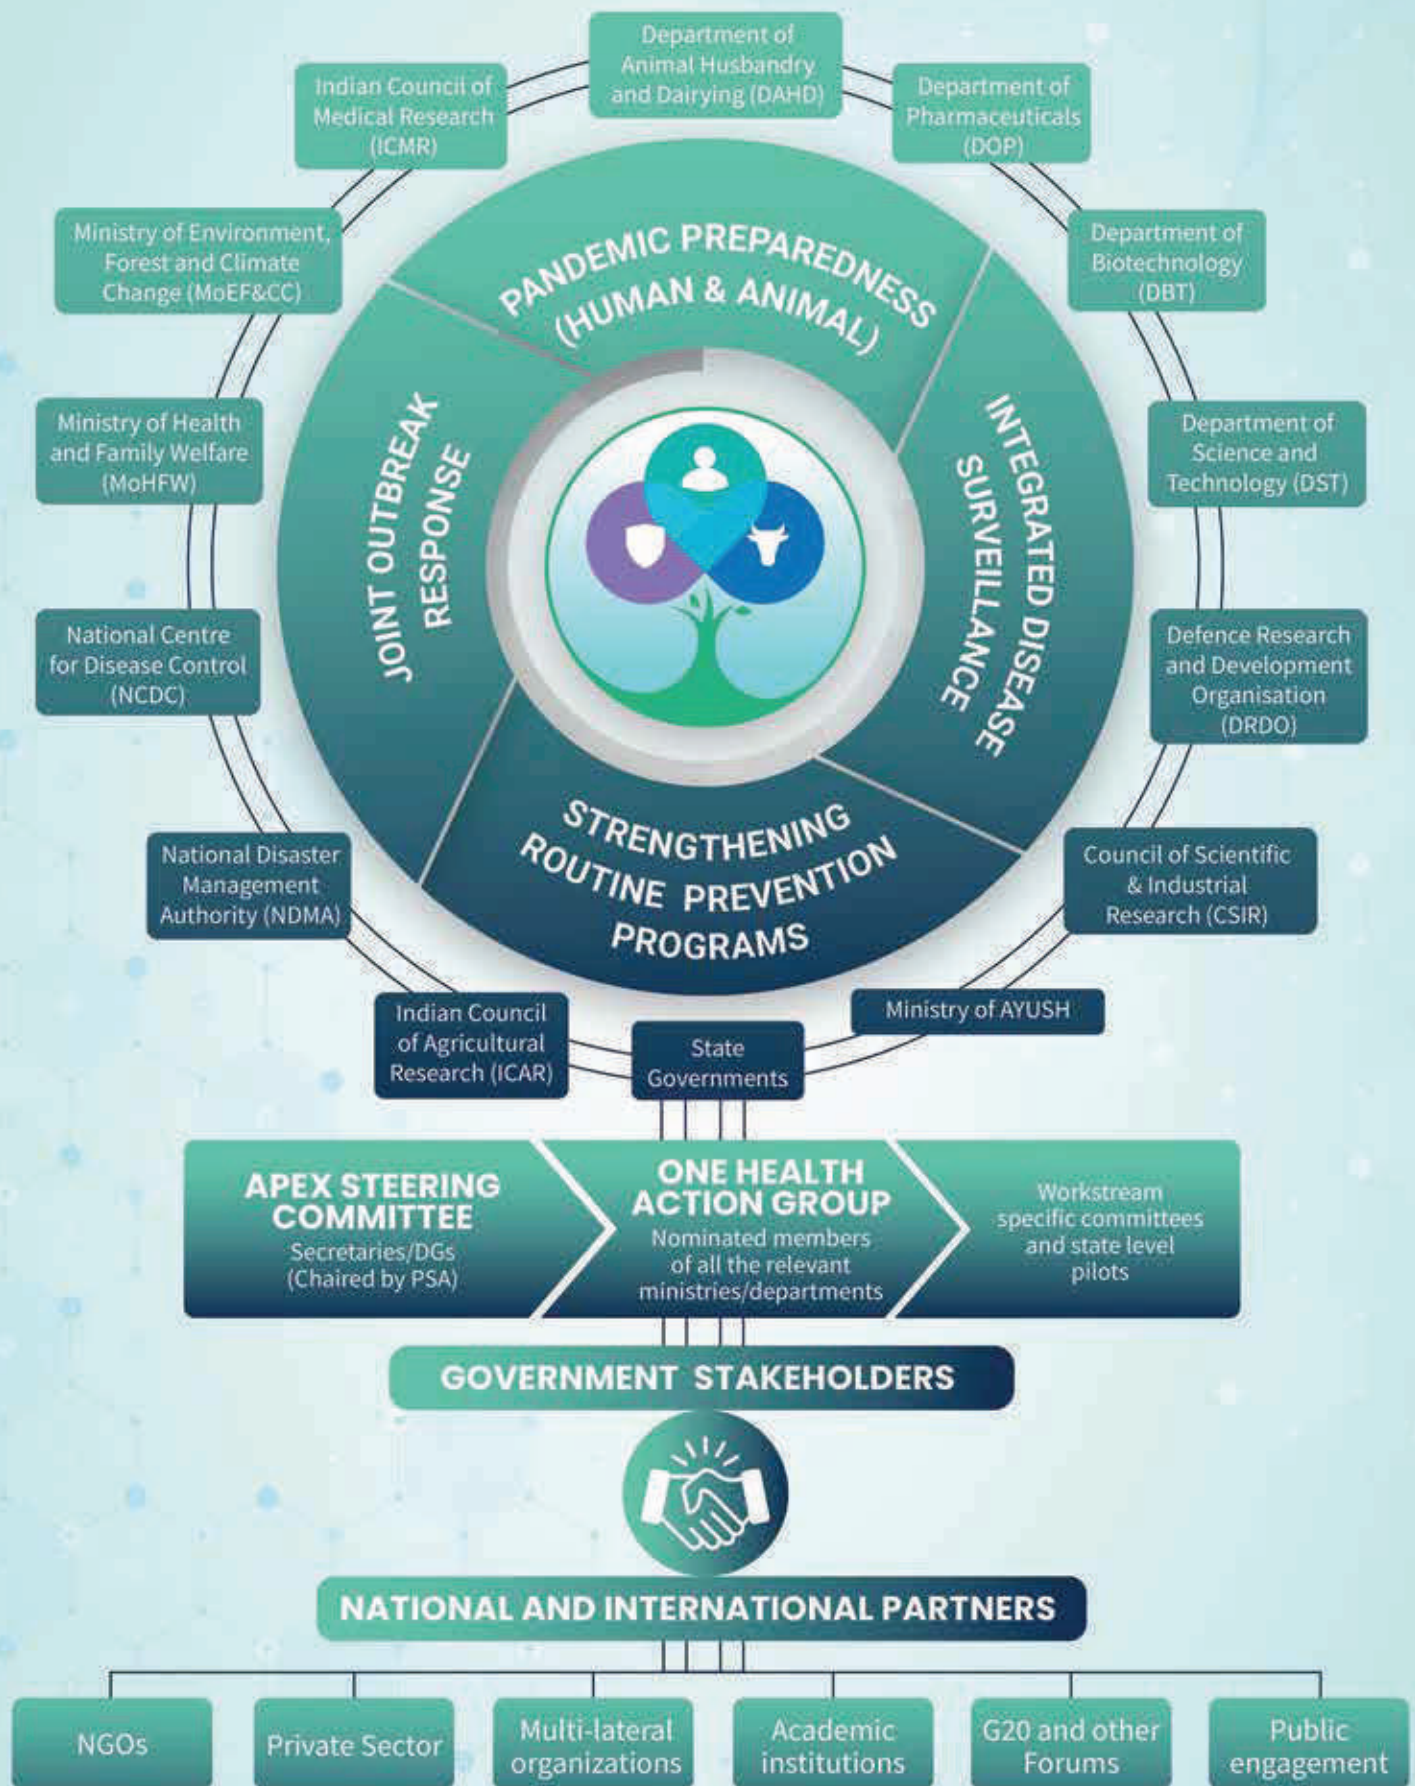 Department of
Animal Husbandry
and Dairying (DAHD)
Department of
Pharmaceuticals
(DOP)
Department of
Biotechnology
(DBT)
Department of
Science and
Technology (DST)
Defence Research
and Development
Organisation
(DRDO)
Council of Scientific
& Industrial
Research (CSIR)
Ministry of AYUSH
State
Governments
Indian Council
of Agricultural
Research (ICAR)
National Disaster
Management
Authority (NDMA)
National Centre
for Disease Control
(NCDC)
Ministry of Health
and Family Welfare
(MoHFW)
Ministry of Environment,
Forest and Climate
Change (MoEF&CC)
Indian Council of
Medical Research
(ICMR)
PANDEMIC PREPAREDNESS
(HUMAN & ANIMAL)
INTEGRATED DISEASE
SURVEILLANCE
STRENGTHENING
ROUTINE PREVENTION
PROGRAMS
JOINT OUTBREAK
RESPONSE
APEX STEERING
COMMITTEE
Secretaries/DGs
(Chaired by PSA)
ONE HEALTH
ACTION GROUP
Nominated members
of all the relevant
ministries/departments
Workstream
specific committees
and state level
pilots
GOVERNMENT STAKEHOLDERS
NATIONAL AND INTERNATIONAL PARTNERS
NGOs
Private Sector
Multi-lateral
organizations
Academic
institutions
G20 and other
Forums
Public
engagement